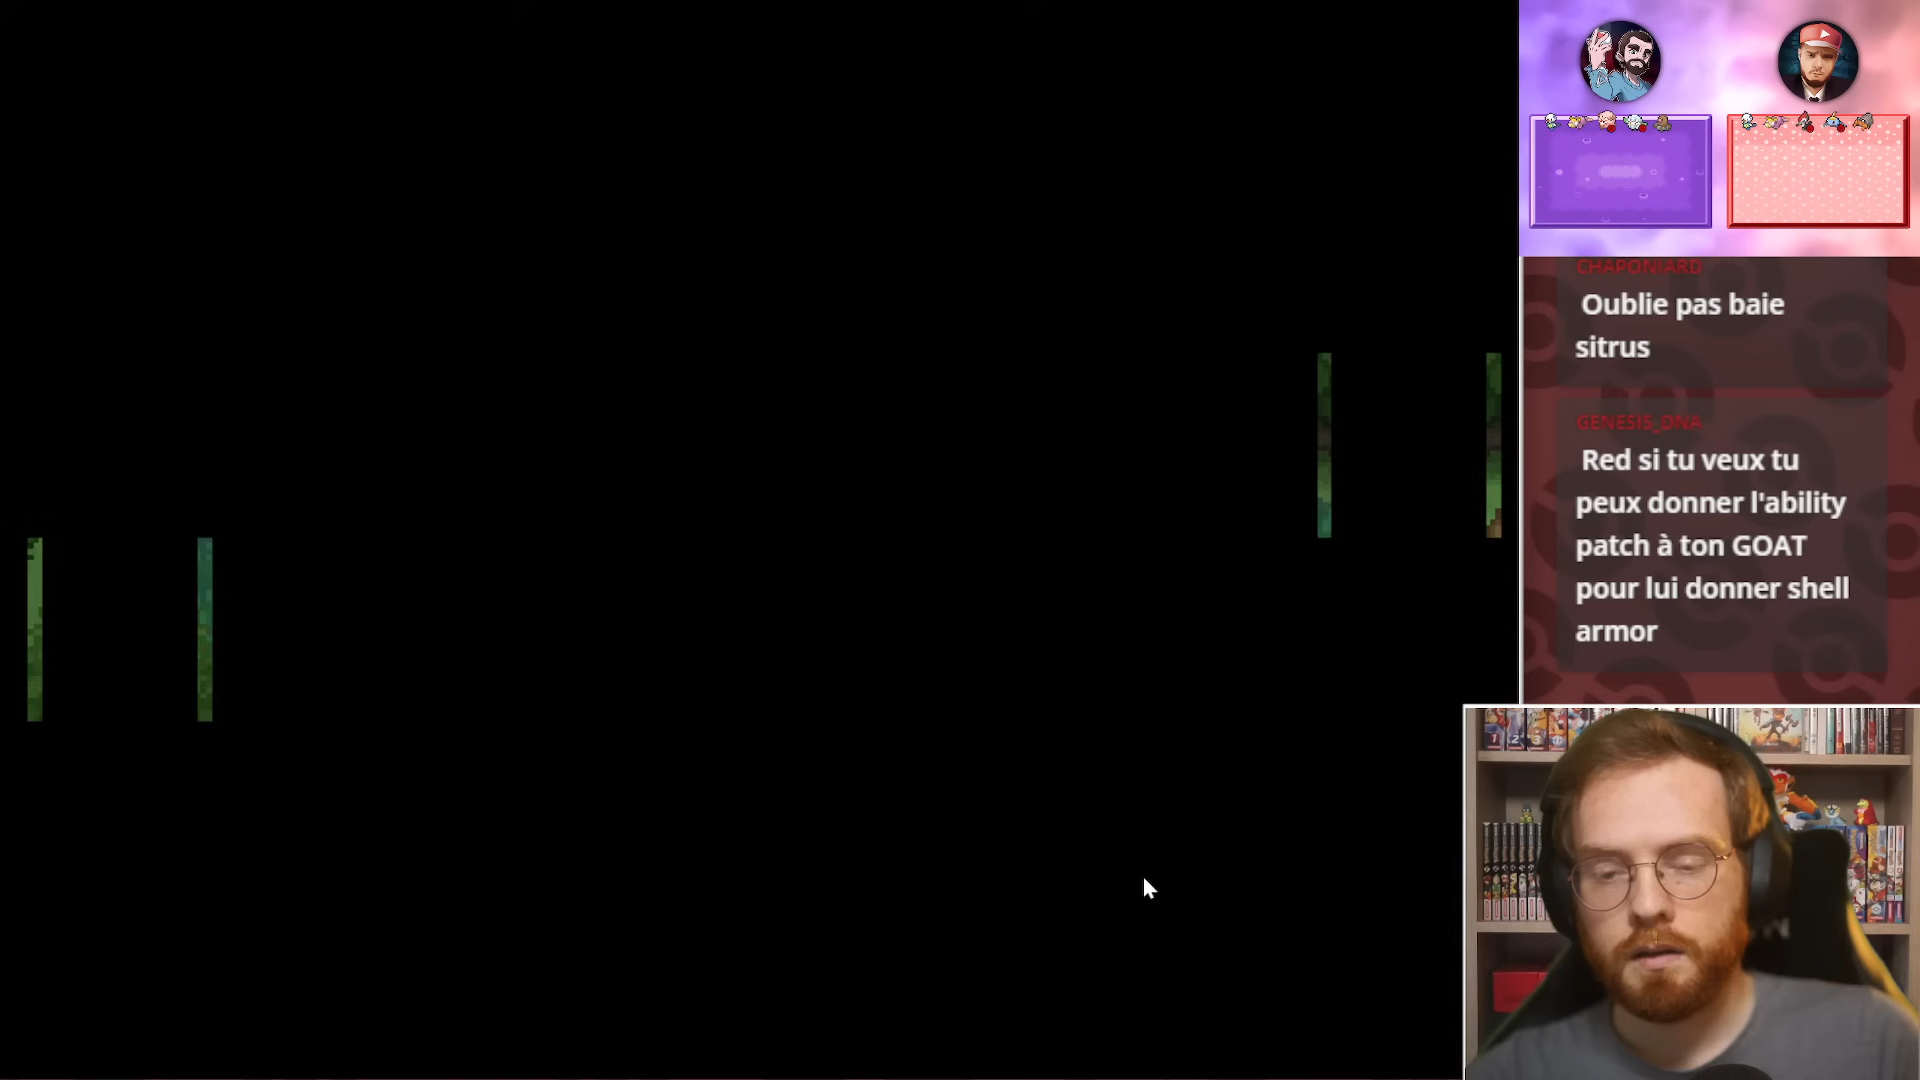 CHAPONIARD
Oublie pas baie
sitrus
GENESIS_DNA
Red si tu veux tu
peux donner l'ability
patch à ton GOAT
pour lui donner shell
armor